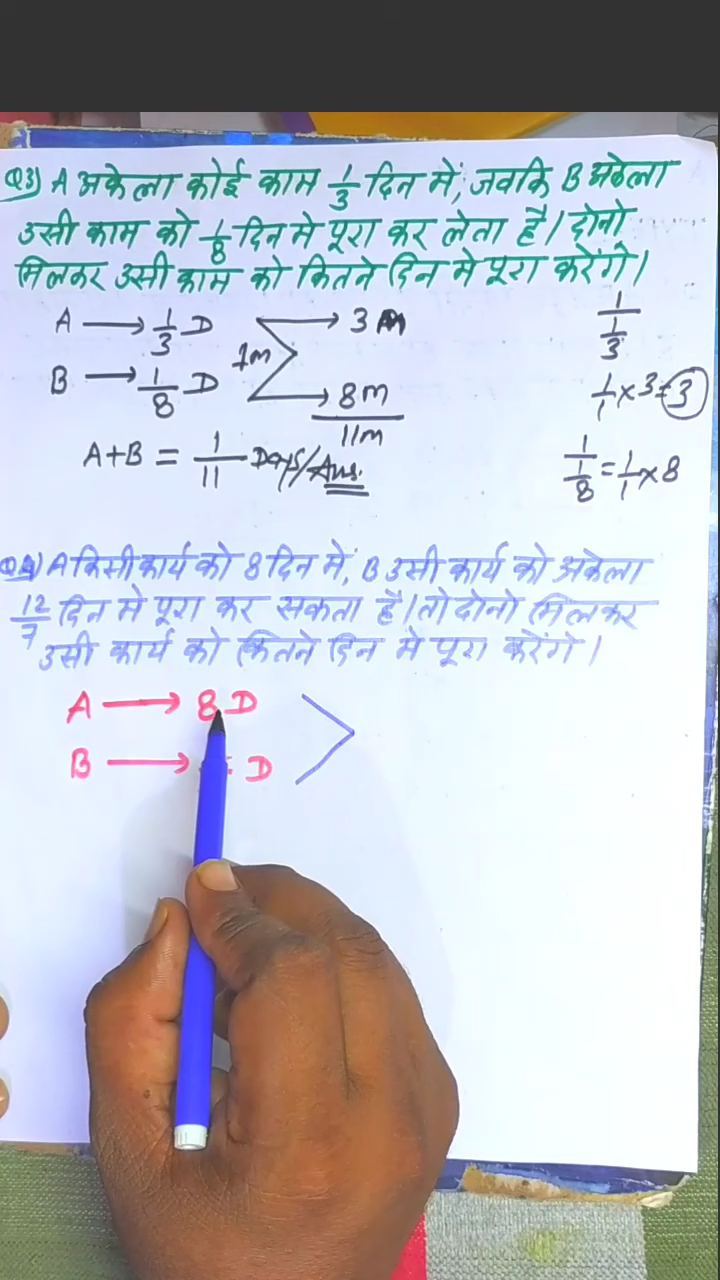 Q3) A अकेला कोई काम 1/3 दिन में, जबकि B अकेला
उसी काम को 1/8 दिन मे पूरा कर लेता है। दोनो
मिलकर उसी काम को कितने दिन मे पूरा करेंगे।
A → 1/3 D
B → 1/8 D
1m
3 m
8m
11m
A+B = 1/11 Days/Ans.
1/(1/3)
1/1 × 3 = 3
1/(1/8) = 1/1 × 8
Q4) A किसी कार्य को 8 दिन में, B उसी कार्य को अकेला
12/7 दिन मे पूरा कर सकता है। तो दोनो मिलकर
उसी कार्य को कितने दिन मे पूरा करेंगे।
A → 8 D
B → D